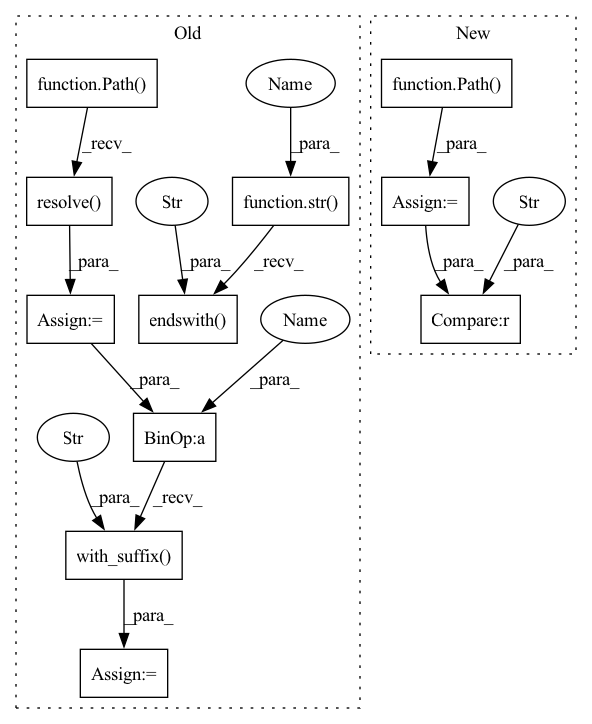 Old
New
function.Path()
Name
function.Path()
_recv_
_para_
_para_
resolve()
Str
function.str()
Assign:=
Str
_para_
_para_
_recv_
_para_
_para_
Assign:=
endswith()
Name
Compare:r
_para_
_para_
Str
BinOp:a
_para_
_recv_
with_suffix()
_para_
Assign:=